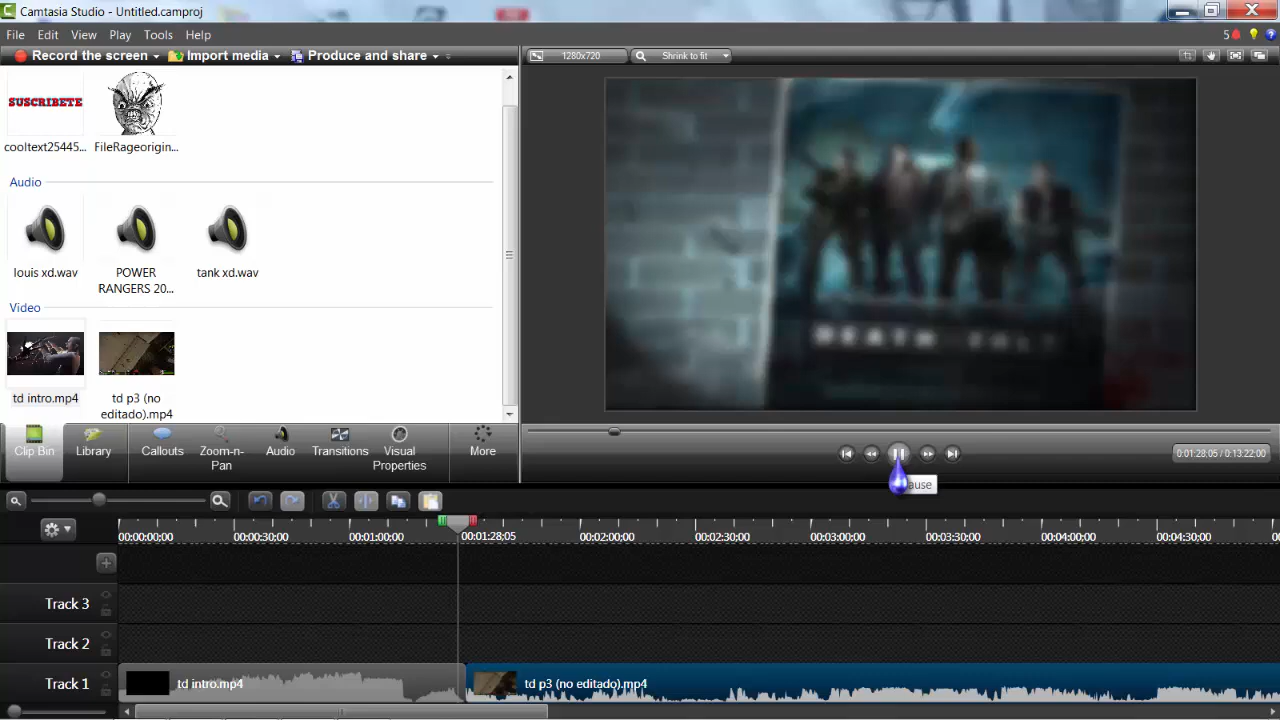 Camtasia Studio - Untitled.camproj
File Edit View Play Tools Help
5
Record the screen Import media Produce and share
1280x720 Shrink to fit
SUSCRIBETE
cooltext25445... FileRageorigin...
Audio
louis xd.wav POWER RANGERS 20... tank xd.wav
Video
td intro.mp4 td p3 (no editado).mp4
Clip Bin Library Callouts Zoom-n-Pan Audio Transitions Visual Properties More
0:01:28:05 / 0:13:22:00
ause
00:00:00;00 00:00:30;00 00:01:00;00 00:01:28;05 00:02:00;00 00:02:30;00 00:03:00;00 00:03:30;00 00:04:00;00 00:04:30;00
Track 3
Track 2
Track 1 td intro.mp4 td p3 (no editado).mp4